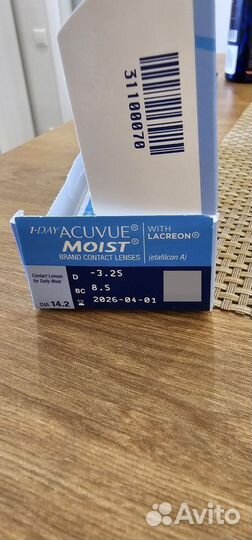 31100070
1-DAY ACUVUE®
MOIST®
BRAND CONTACT LENSES
WITH
LACREON®
(etafilcon A)
Contact Lenses
for Daily Wear
DIA 14.2
D -3.25
BC 8.5
2026-04-01
Avito